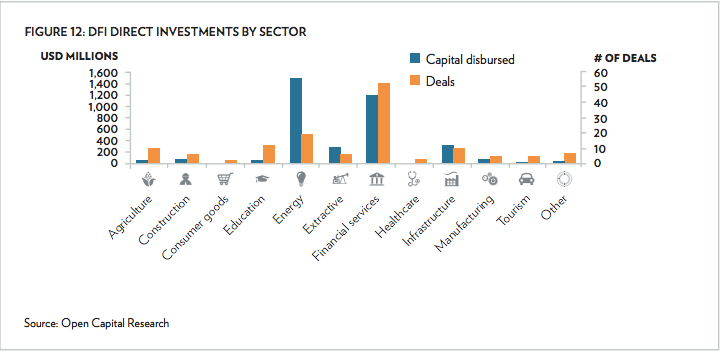 FIGURE 12: DFI DIRECT INVESTMENTS BY SECTOR
USD MILLIONS
# OF DEALS
Capital disbursed
Deals
1,600
1,400
1,200
1,000
800
600
400
200
0
60
50
40
30
20
10
0
Agriculture
Construction
Consumer goods
Education
Energy
Extractive
Financial services
Healthcare
Infrastructure
Manufacturing
Tourism
Other
Source: Open Capital Research